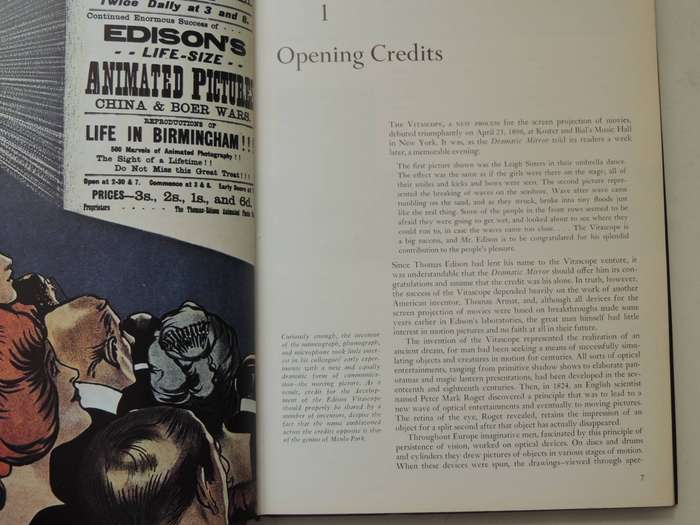 Twice Daily at 3 and 8.
Continued Enormous Success of
EDISON'S
LIFE-SIZE
ANIMATED PICTURE
CHINA & BOER WARS.
REPRODUCTIONS OF
LIFE IN BIRMINGHAM!!!
500 Marvels of Animated Photography!!
The Sight of a Lifetime!!
Do Not Miss this Great Treat!!!
Open at 2-30 & 7. Commence at 3 & 8. Early Doors
PRICES-3s., 2s., 1s., and 6d.
Proprietors The Thomas-Edison Animated Photo
1
Opening Credits
THE VITASCOPE, A NEW PROCESS for the screen projection of movies,
debuted triumphantly on April 23, 1896, at Koster and Bial's Music Hall
in New York. It was, as the Dramatic Mirror told its readers a week
later, a memorable evening:
The first picture shown was the Leigh Sisters in their umbrella dance.
The effect was the same as if the girls were there on the stage; all of
their smiles and kicks and bows were seen. The second picture repre-
sented the breaking of waves on the seashore. Wave after wave came
tumbling on the sand, and as they struck, broke into tiny floods just
like the real thing. Some of the people in the front rows seemed to be
afraid they were going to get wet, and looked about to see where they
could run to, in case the waves came too close. . . . The Vitascope is
a big success, and Mr. Edison is to be congratulated for his splendid
contribution to the people's pleasure.
Since Thomas Edison had lent his name to the Vitascope venture, it
was understandable that the Dramatic Mirror should offer him its con-
gratulations and assume that the credit was his alone. In truth, however,
the success of the Vitascope depended heavily on the work of another
American inventor, Thomas Armat, and, although all devices for the
screen projection of movies were based on breakthroughs made some
years earlier in Edison's laboratories, the great man himself had little
interest in motion pictures and no faith at all in their future.
The invention of the Vitascope represented the realization of an
ancient dream, for man had been seeking a means of successfully simu-
lating objects and creatures in motion for centuries. All sorts of optical
entertainments, ranging from primitive shadow shows to elaborate pan-
oramas and magic lantern presentations, had been developed in the sev-
enteenth and eighteenth centuries. Then, in 1824, an English scientist
named Peter Mark Roget discovered a principle that was to lead to a
new wave of optical entertainments and eventually to moving pictures.
The retina of the eye, Roget revealed, retains the impression of an
object for a split second after that object has actually disappeared.
Throughout Europe imaginative men, fascinated by this principle of
persistence of vision, worked on optical devices. On discs and drums
and cylinders they drew pictures of objects in various stages of motion.
When these devices were spun, the drawings—viewed through aper-
Curiously enough, the inventor
of the mimeograph, phonograph,
and microphone took little inter-
est in his colleagues' early exper-
iments with a new and equally
dramatic form of communica-
tion—the moving picture. As a
result, credit for the develop-
ment of the Edison Vitascope
should properly be shared by a
number of inventors, despite the
fact that the name emblazoned
across the credits opposite is that
of the genius of Menlo Park.
7